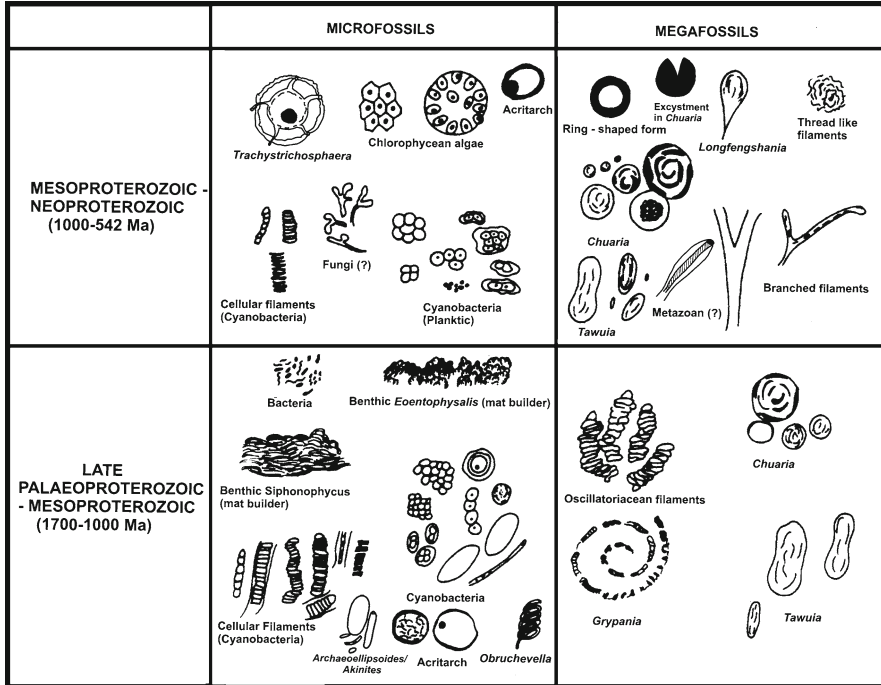 MICROFOSSILS
MEGAFOSSILS
MESOPROTEROZOIC -
NEOPROTEROZOIC
(1000-542 Ma)
Trachystrichosphaera
Chlorophycean algae
Acritarch
Fungi (?)
Cellular filaments
(Cyanobacteria)
Cyanobacteria
(Planktic)
Ring - shaped form
Excystment
in Chuaria
Longfengshania
Thread like
filaments
Chuaria
Tawuia
Metazoan (?)
Branched filaments
LATE
PALAEOPROTEROZOIC
- MESOPROTEROZOIC
(1700-1000 Ma)
Bacteria
Benthic Eoentophysalis (mat builder)
Benthic Siphonophycus
(mat builder)
Cyanobacteria
Cellular Filaments
(Cyanobacteria)
Archaeoellipsoides/
Akinites
Acritarch
Obruchevella
Oscillatoriacean filaments
Chuaria
Grypania
Tawuia